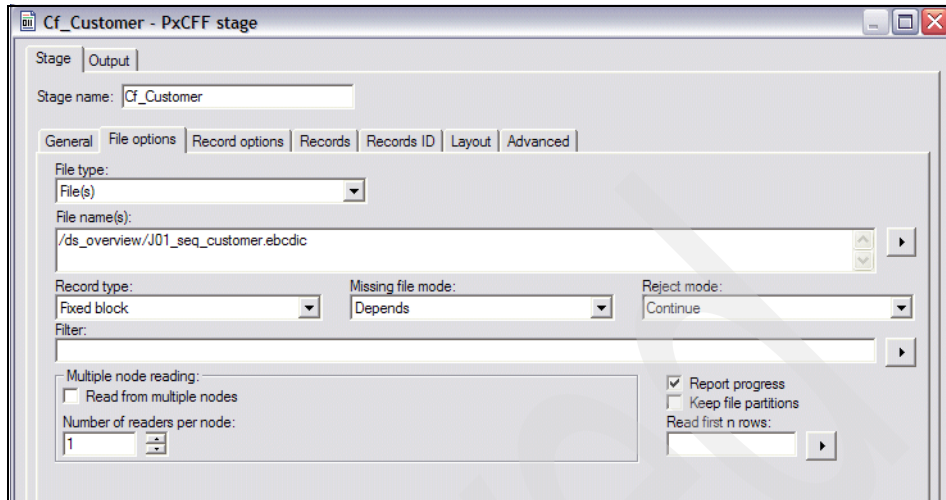 Cf_Customer - PxCFF stage
Stage Output
Stage name: Cf_Customer
General File options Record options Records Records ID Layout Advanced
File type:
File(s)
File name(s):
/ds_overview/J01_seq_customer.ebcdic
Record type: Missing file mode: Reject mode:
Fixed block Depends Continue
Filter:
Multiple node reading:
Read from multiple nodes
Number of readers per node:
1
Report progress
Keep file partitions
Read first n rows: